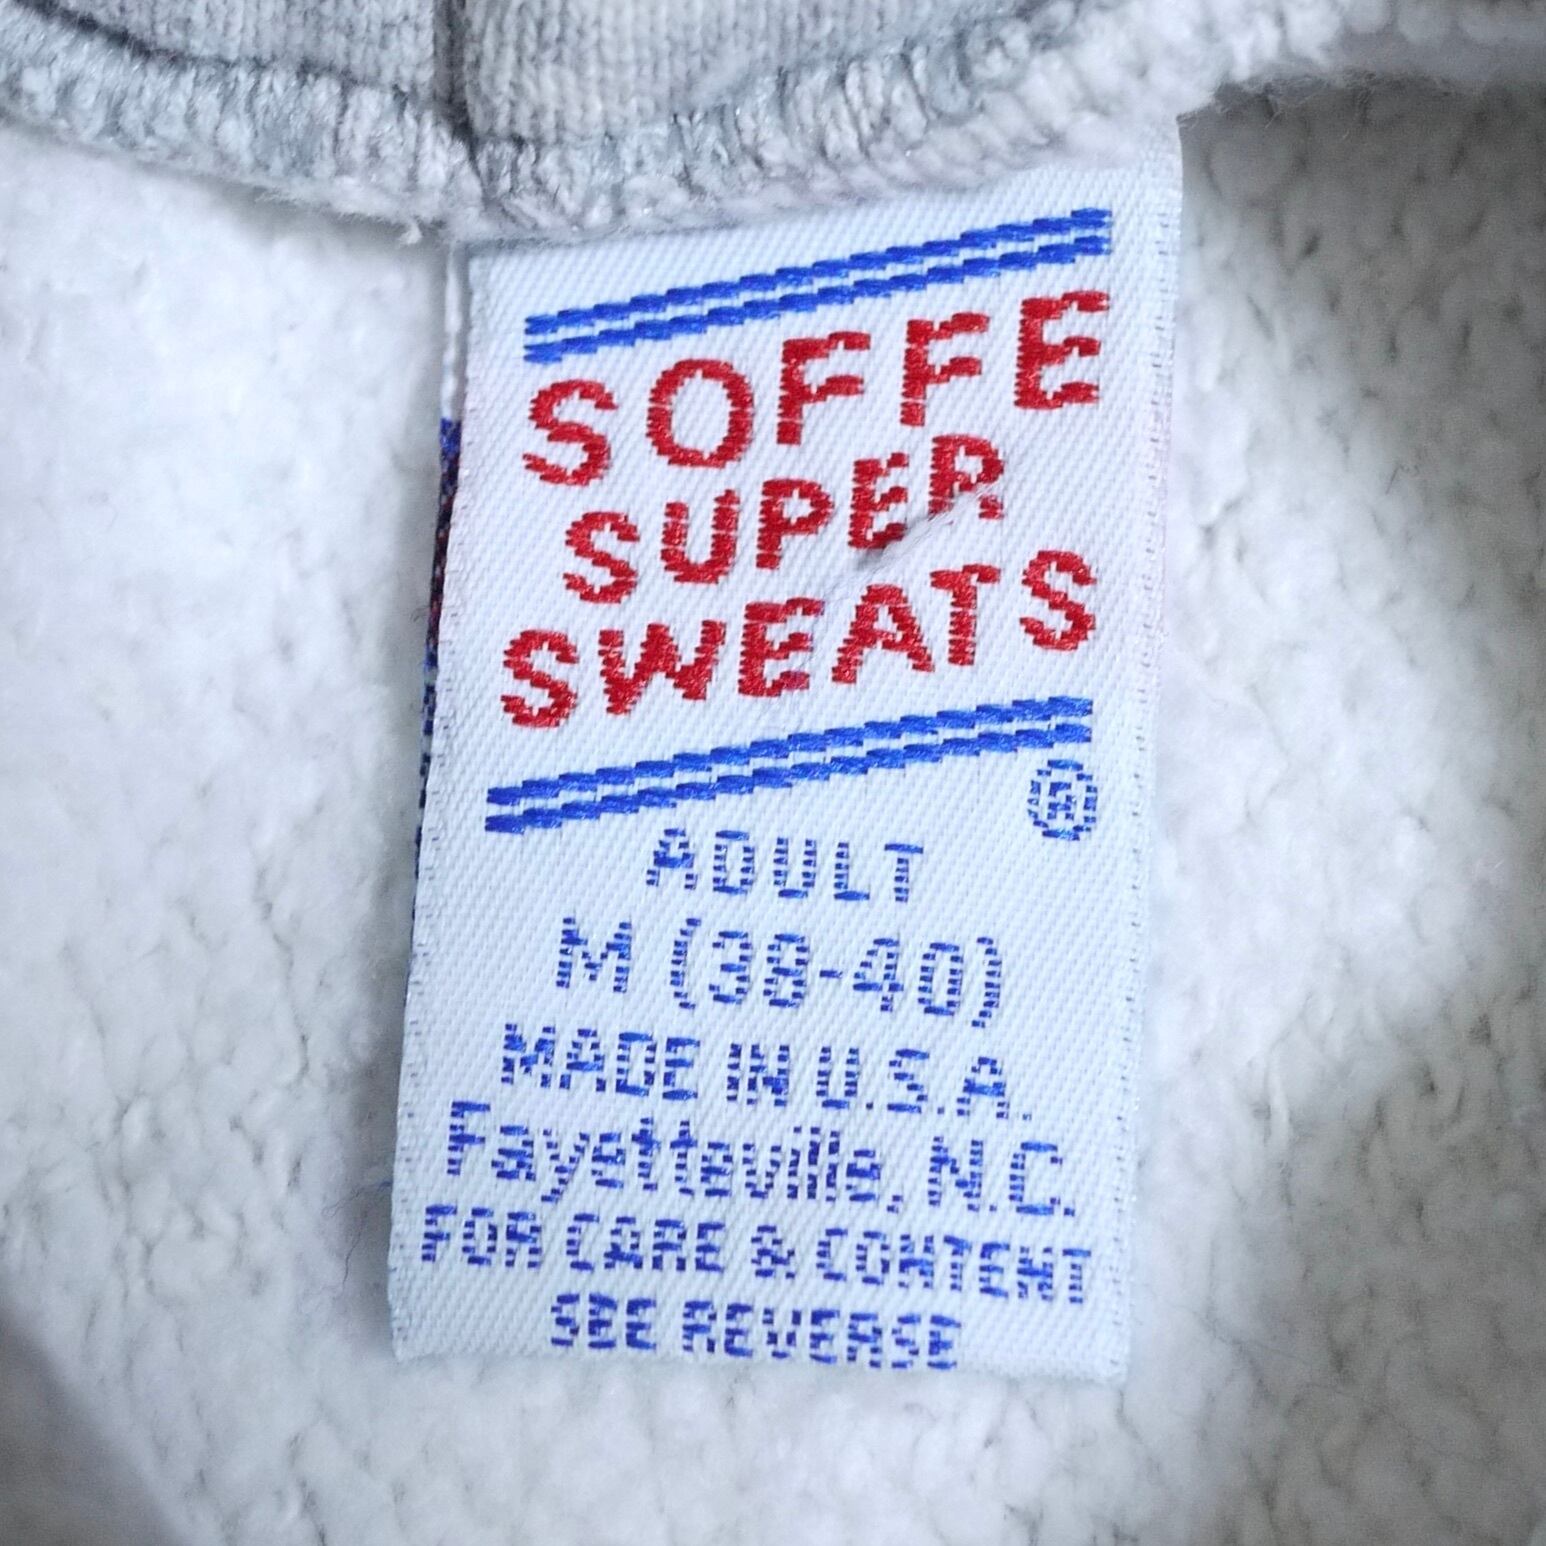 SOFFE
SUPER
SWEATS
®
ADULT
M (38-40)
MADE IN U.S.A.
Fayetteville, N.C.
FOR CARE & CONTENT
SEE REVERSE